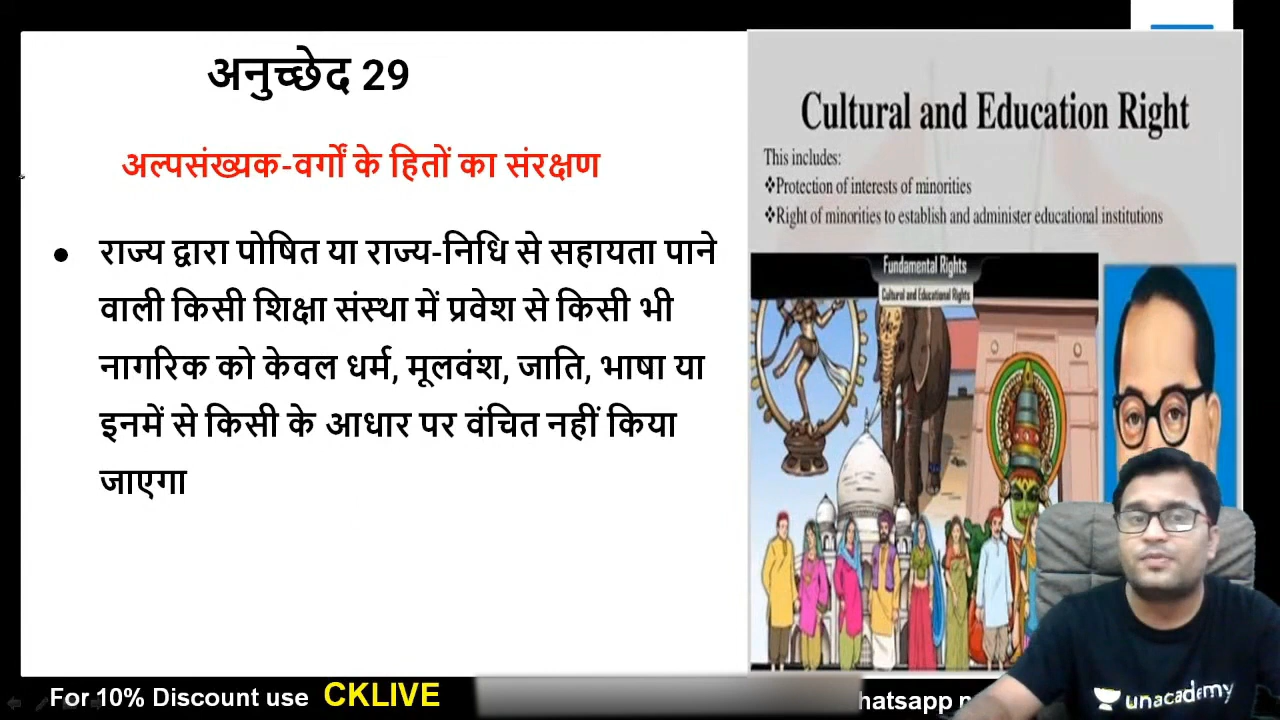 अनुच्छेद 29
अल्पसंख्यक-वर्गों के हितों का संरक्षण
● राज्य द्वारा पोषित या राज्य-निधि से सहायता पाने
वाली किसी शिक्षा संस्था में प्रवेश से किसी भी
नागरिक को केवल धर्म, मूलवंश, जाति, भाषा या
इनमें से किसी के आधार पर वंचित नहीं किया
जाएगा
Cultural and Education Right
This includes:
❖Protection of interests of minorities
❖Right of minorities to establish and administer educational institutions
Fundamental Rights
Cultural and Educational Rights
unacademy
For 10% Discount use CKLIVE